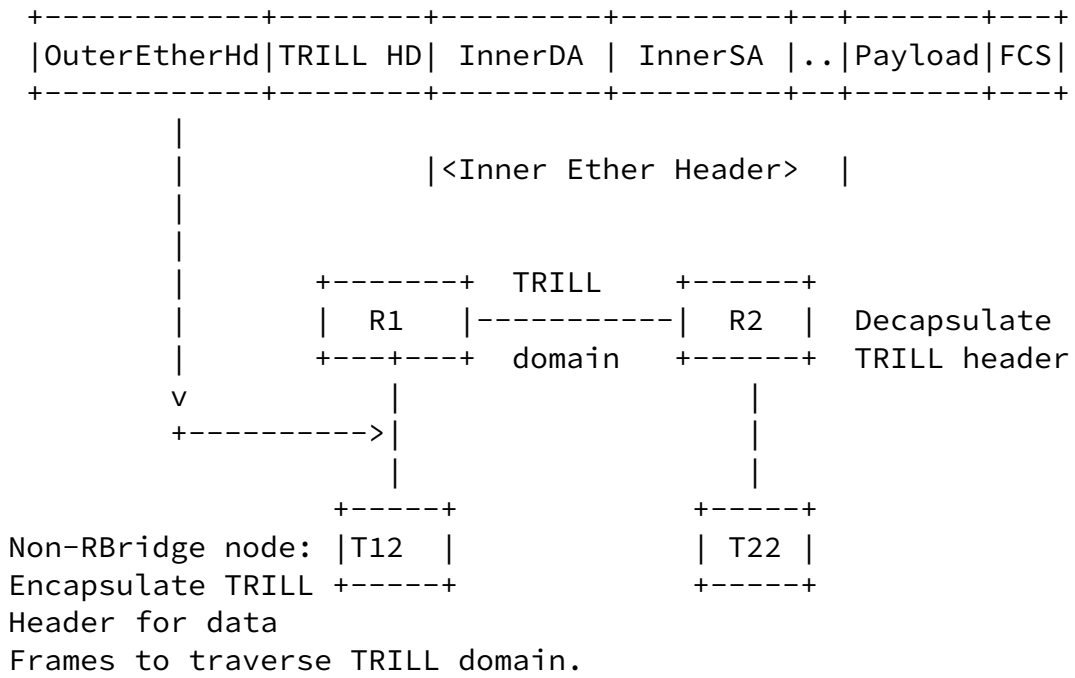 +------------+--------+---------+---------+--+-------+---+
|OuterEtherHd|TRILL HD| InnerDA | InnerSA |..|Payload|FCS|
+------------+--------+---------+---------+--+-------+---+
|
| |<Inner Ether Header> |
|
|
| +-------+ TRILL +------+
| | R1 |-----------| R2 | Decapsulate
| +---+---+ domain +------+ TRILL header
v | |
+---------->| |
| |
+-----+ +-----+
Non-RBridge node: |T12 | | T22 |
Encapsulate TRILL +-----+ +-----+
Header for data
Frames to traverse TRILL domain.